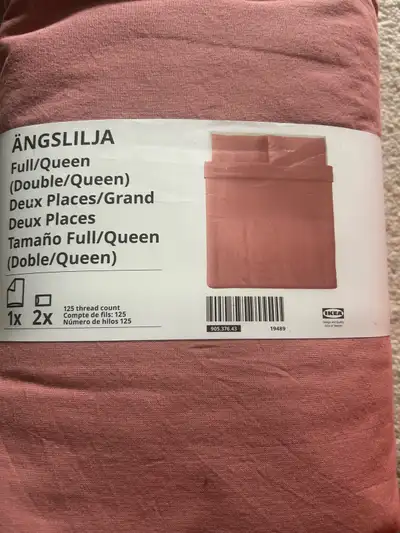 ÄNGSLILJA
Full/Queen
(Double/Queen)
Deux Places/Grand
Deux Places
Tamaño Full/Queen
(Doble/Queen)
1x 2x
125 thread count
Compte de fils: 125
Número de hilos 125
905.376.43
19489
IKEA